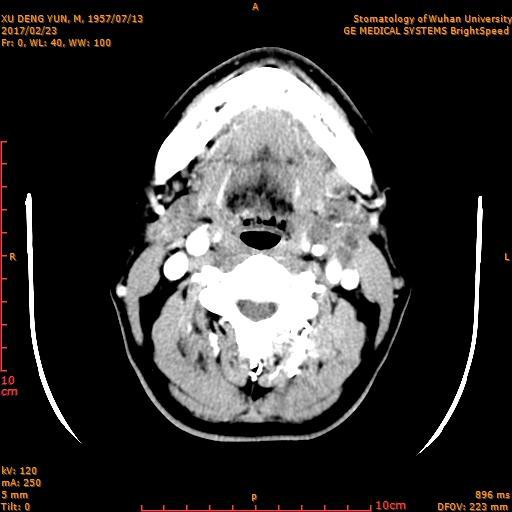 A
XU DENG YUN, M, 1957/07/13
2017/02/23
Fr: 0, WL: 40, WW: 100
Stomatology of Wuhan University
GE MEDICAL SYSTEMS BrightSpeed
R
L
10
cm
kV: 120
mA: 250
5 mm
Tilt: 0
P
10cm
896 ms
DFOV: 223 mm